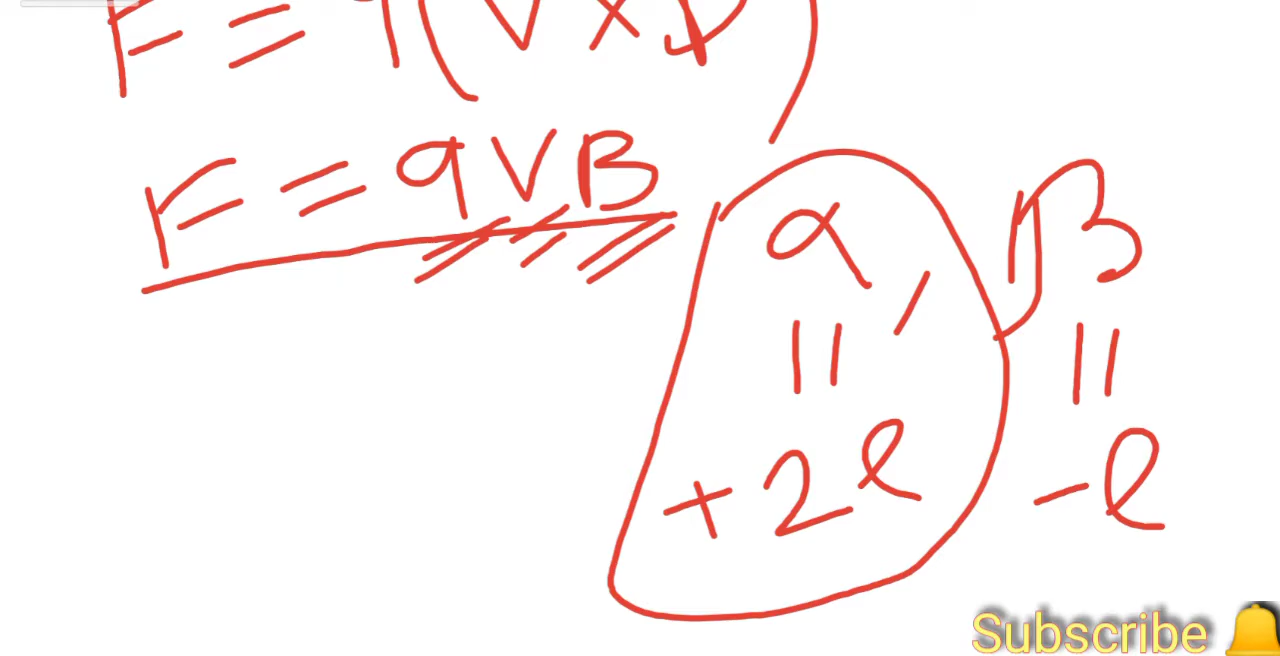 F = q(V × B)
F = qVB
α , β
|| ||
+2e -e
Subscribe